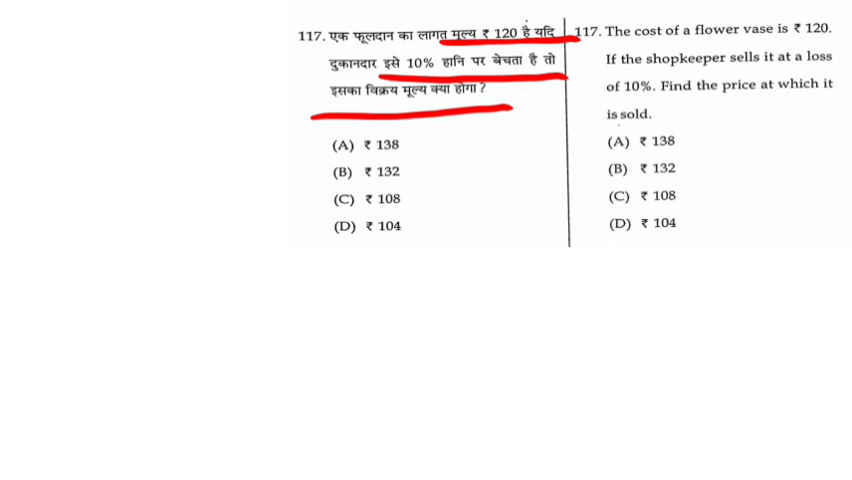 117. एक फूलदान का लागत मूल्य ₹ 120 है यदि
दुकानदार इसे 10% हानि पर बेचता है तो
इसका विक्रय मूल्य क्या होगा ?
(A) ₹ 138
(B) ₹ 132
(C) ₹ 108
(D) ₹ 104
117. The cost of a flower vase is ₹ 120.
If the shopkeeper sells it at a loss
of 10%. Find the price at which it
is sold.
(A) ₹ 138
(B) ₹ 132
(C) ₹ 108
(D) ₹ 104